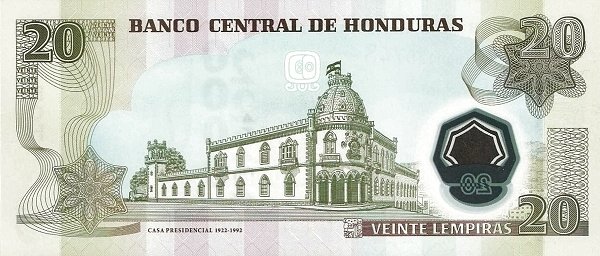 20 BANCO CENTRAL DE HONDURAS 20
20
CASA PRESIDENCIAL 1922-1992
VEINTE LEMPIRAS 20